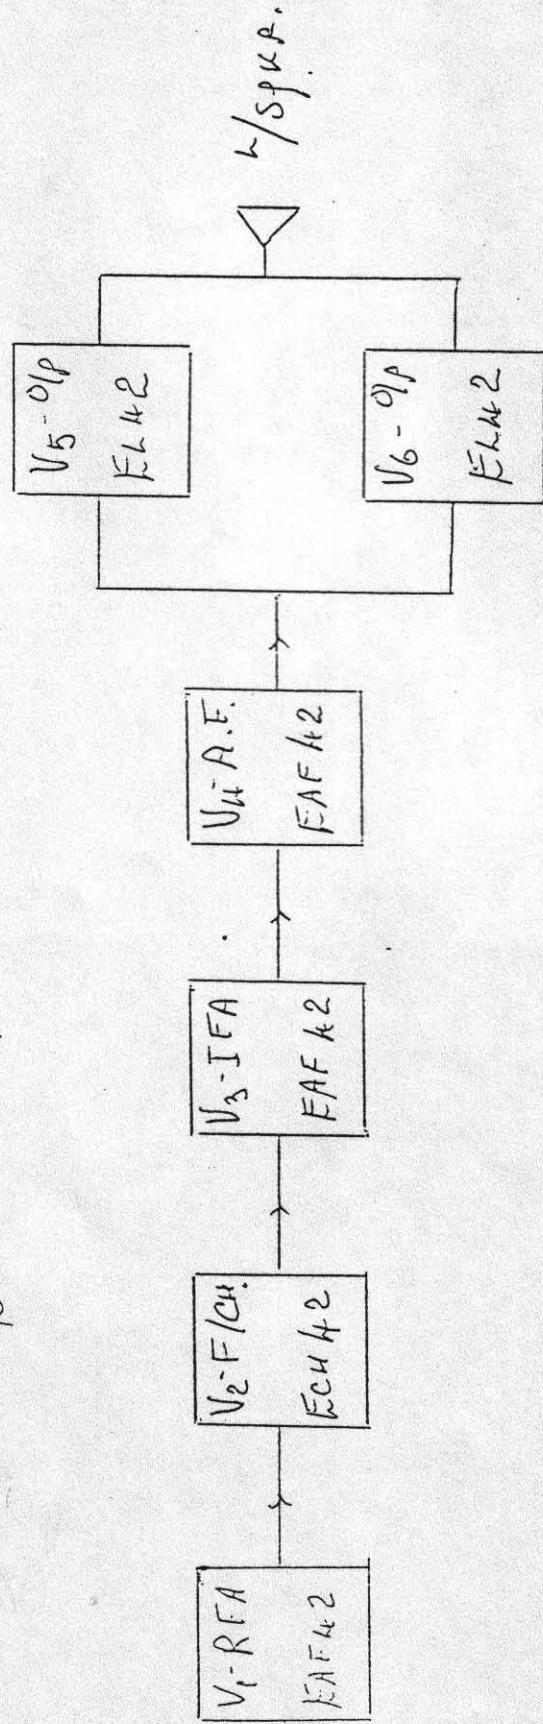 V1-RFA
EAF42
V2-F/CH.
ECH42
V3-IFA
EAF42
V4-A.F.
EAF42
V5-O/P
EL42
V6-O/P
EL42
L/SPKR.